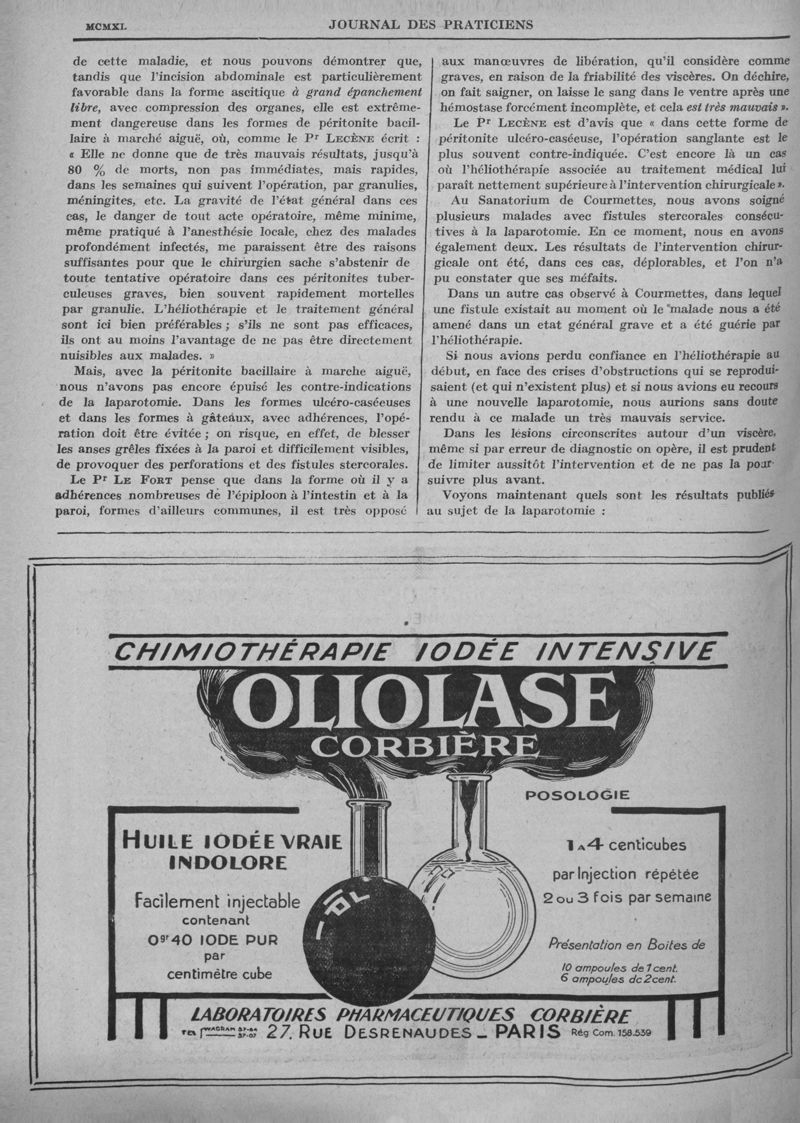 MCMXL
JOURNAL DES PRATICIENS
de cette maladie, et nous pouvons démontrer que,
tandis que l'incision abdominale est particulièrement
favorable dans la forme ascitique à grand épanchement
libre, avec compression des organes, elle est extrême-
ment dangereuse dans les formes de péritonite bacil-
laire à marche aiguë, où, comme le Pr LECÈNE écrit :
« Elle ne donne que de très mauvais résultats, jusqu'à
80 % de morts, non pas immédiates, mais rapides,
dans les semaines qui suivent l'opération, par granulies,
méningites, etc. La gravité de l'état général dans ces
cas, le danger de tout acte opératoire, même minime,
même pratiqué à l'anesthésie locale, chez des malades
profondément infectés, me paraissent être des raisons
suffisantes pour que le chirurgien sache s'abstenir de
toute tentative opératoire dans ces péritonites tuber-
culeuses graves, bien souvent rapidement mortelles
par granulie. L'héliothérapie et le traitement général
sont ici bien préférables ; s'ils ne sont pas efficaces,
ils ont au moins l'avantage de ne pas être directement
nuisibles aux malades. »
Mais, avec la péritonite bacillaire à marche aiguë,
nous n'avons pas encore épuisé les contre-indications
de la laparotomie. Dans les formes ulcéro-caséeuses
et dans les formes à gâteaux, avec adhérences, l'opé-
ration doit être évitée ; on risque, en effet, de blesser
les anses grêles fixées à la paroi et difficilement visibles,
de provoquer des perforations et des fistules stercorales.
Le Pr LE FORT pense que dans la forme où il y a
adhérences nombreuses de l'épiploon à l'intestin et à la
paroi, formes d'ailleurs communes, il est très opposé
aux manœuvres de libération, qu'il considère comme
graves, en raison de la friabilité des viscères. On déchire,
on fait saigner, on laisse le sang dans le ventre après une
hémostase forcément incomplète, et cela est très mauvais ».
Le Pr LECÈNE est d'avis que « dans cette forme de
péritonite ulcéro-caséeuse, l'opération sanglante est le
plus souvent contre-indiquée. C'est encore là un cas
où l'héliothérapie associée au traitement médical lui
paraît nettement supérieure à l'intervention chirurgicale ».
Au Sanatorium de Courmettes, nous avons soigné
plusieurs malades avec fistules stercorales consécu-
tives à la laparotomie. En ce moment, nous en avons
également deux. Les résultats de l'intervention chirur-
gicale ont été, dans ces cas, déplorables, et l'on n'a
pu constater que ses méfaits.
Dans un autre cas observé à Courmettes, dans lequel
une fistule existait au moment où le malade nous a été
amené dans un etat général grave et a été guérie par
l'héliothérapie.
Si nous avions perdu confiance en l'héliothérapie au
début, en face des crises d'obstructions qui se reprodui-
saient (et qui n'existent plus) et si nous avions eu recours
à une nouvelle laparotomie, nous aurions sans doute
rendu à ce malade un très mauvais service.
Dans les lésions circonscrites autour d'un viscère,
même si par erreur de diagnostic on opère, il est prudent
de limiter aussitôt l'intervention et de ne pas la pour-
suivre plus avant.
Voyons maintenant quels sont les résultats publiés
au sujet de la laparotomie :
CHIMIOTHÉRAPIE IODÉE INTENSIVE
OLIOLASE
CORBIÈRE
HUILE IODÉE VRAIE
INDOLORE
Facilement injectable
contenant
0gr40 IODE PUR
par
centimètre cube
POSOLOGIE
1 A 4 centicubes
par Injection répétée
2 ou 3 fois par semaine
Présentation en Boites de
10 ampoules de 1 cent.
6 ampoules de 2 cent.
LABORATOIRES PHARMACEUTIQUES CORBIÈRE
27, RUE DESRENAUDES _ PARIS Rég Com. 158.539